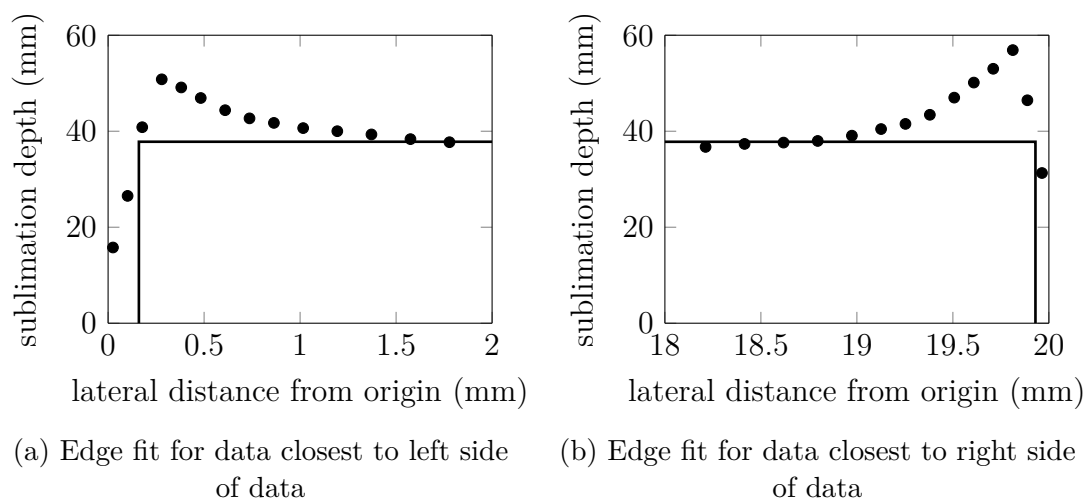 60
40
20
0
0
0.5
1
1.5
2
sublimation depth (mm)
lateral distance from origin (mm)
(a) Edge fit for data closest to left side
of data
60
40
20
0
18
18.5
19
19.5
20
sublimation depth (mm)
lateral distance from origin (mm)
(b) Edge fit for data closest to right side
of data